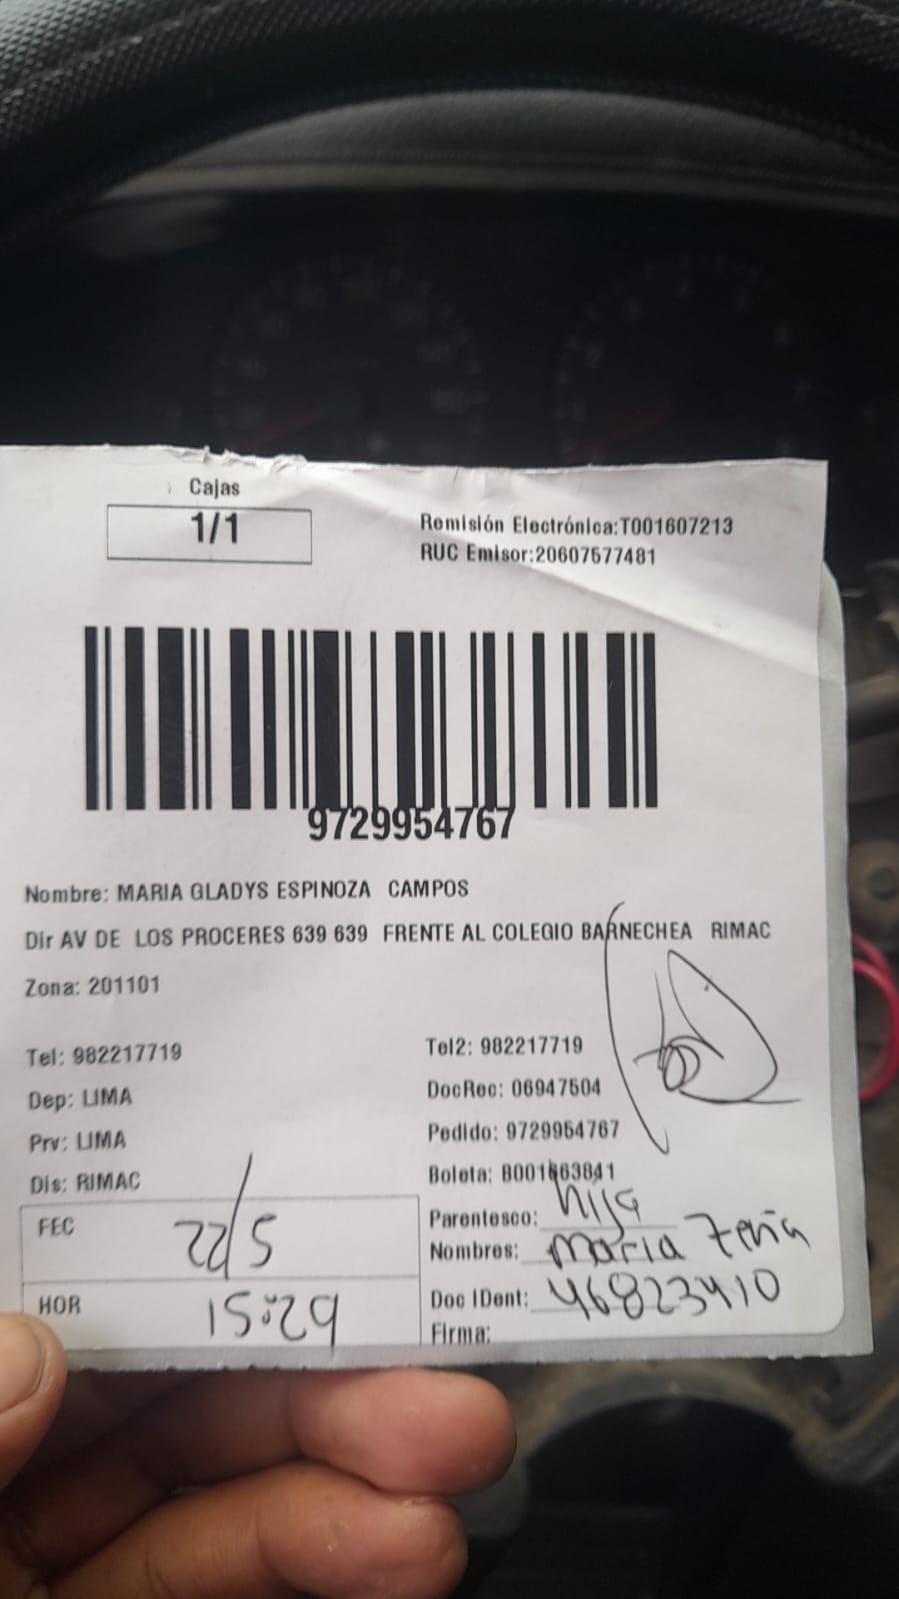 Cajas
1/1
Remisión Electrónica:T001607213
RUC Emisor:20607577481
9729954767
Nombre: MARIA GLADYS ESPINOZA CAMPOS
Dir AV DE LOS PROCERES 639 639 FRENTE AL COLEGIO BARNECHEA RIMAC
Zona: 201101
Tel: 982217719
Tel2: 982217719
Dep: LIMA
DocRec: 06947504
Prv: LIMA
Pedido: 9729954767
Dis: RIMAC
Boleta: B001663841
FEC 22/5
Parentesco: hija
Nombres: maria Zeña
HOR 15:29
Doc IDent: 46823410
Firma: